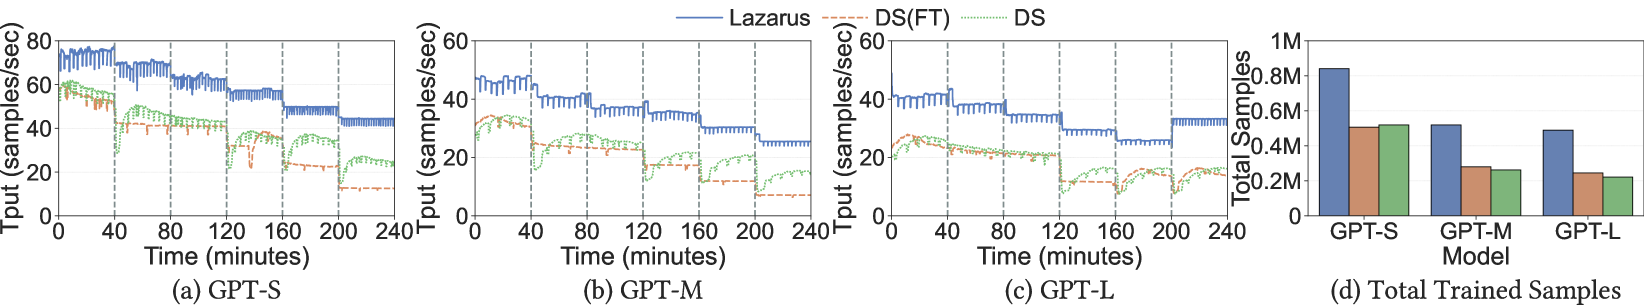 Lazarus DS(FT) DS
Tput (samples/sec)
80
60
40
20
0
0 40 80 120 160 200 240
Time (minutes)
(a) GPT-S
Tput (samples/sec)
60
40
20
0
0 40 80 120 160 200 240
Time (minutes)
(b) GPT-M
Tput (samples/sec)
60
40
20
0
0 40 80 120 160 200 240
Time (minutes)
(c) GPT-L
Total Samples
1M
0.8M
0.6M
0.4M
0.2M
0
GPT-S GPT-M GPT-L
Model
(d) Total Trained Samples